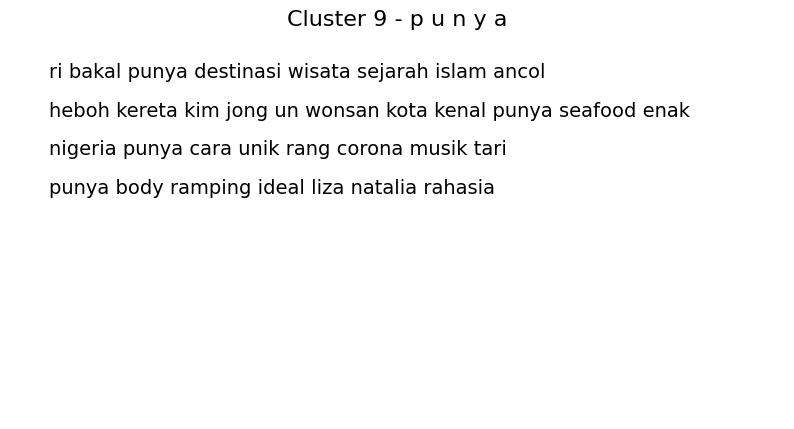 Cluster 9 - p u n y a
ri bakal punya destinasi wisata sejarah islam ancol
heboh kereta kim jong un wonsan kota kenal punya seafood enak
nigeria punya cara unik rang corona musik tari
punya body ramping ideal liza natalia rahasia